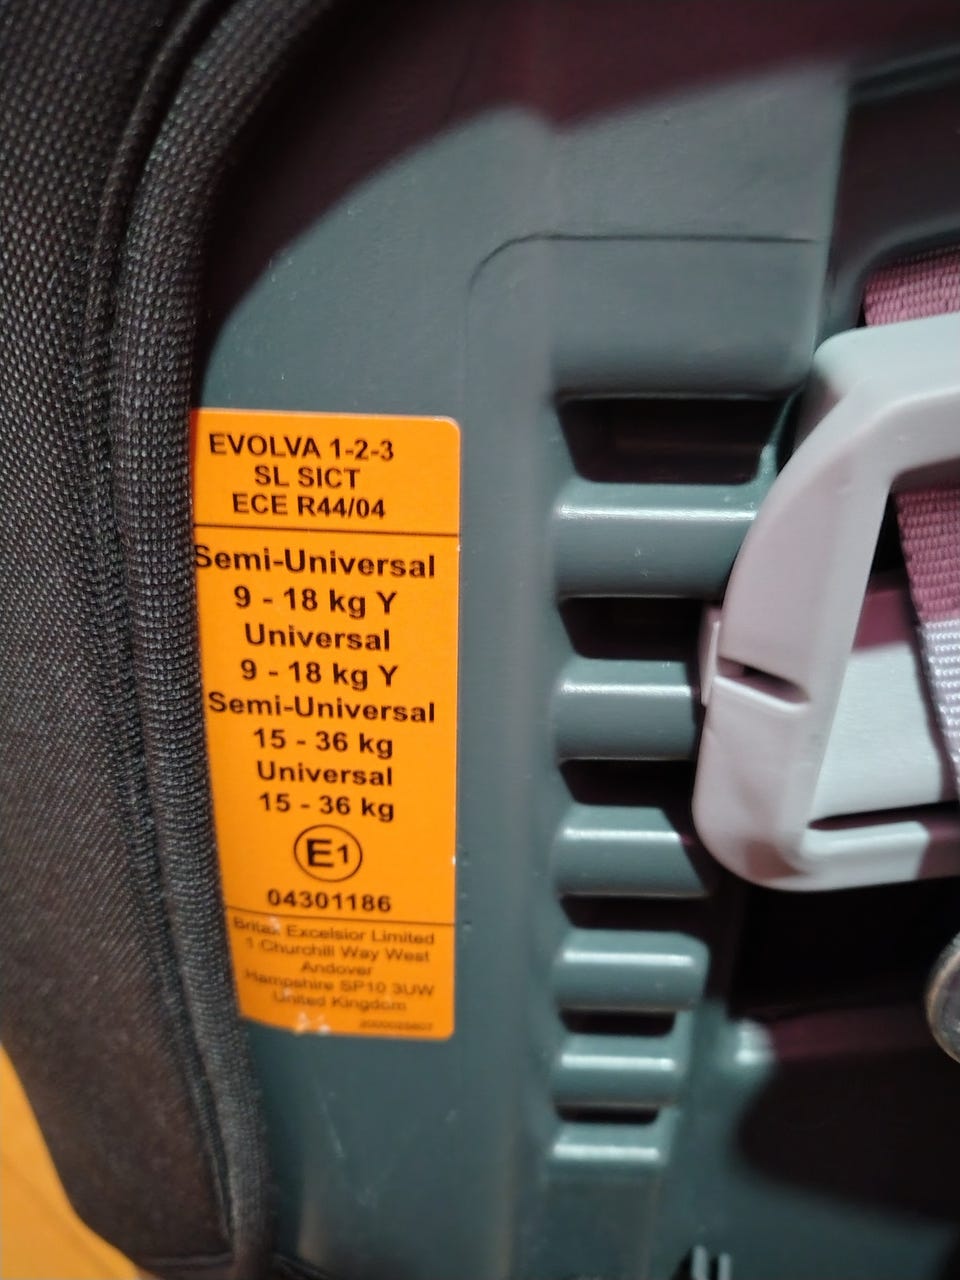 EVOLVA 1-2-3
SL SICT
ECE R44/04
Semi-Universal
9 - 18 kg Y
Universal
9 - 18 kg Y
Semi-Universal
15 - 36 kg
Universal
15 - 36 kg
E1
04301186
Britax Excelsior Limited
1 Churchill Way West
Andover
Hampshire SP10 3UW
United Kingdom